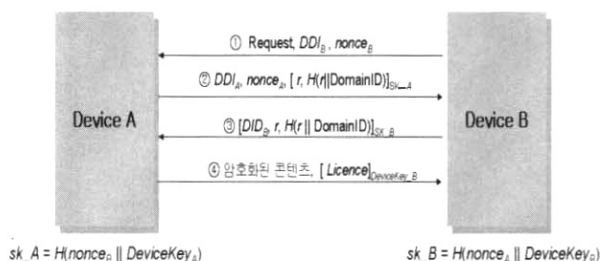 ① Request, DDI_B, nonce_B
② DDI_A, nonce_A, [ r, H(r||DomainID)]_SK_A
Device A
Device B
③ [DID_B, r, H(r || DomainID)]_SK_B
④ 암호화된 콘텐츠, [ Licence]_DeviceKey_B
sk_A = H(nonce_B || DeviceKey_A)
sk_B = H(nonce_A || DeviceKey_B)